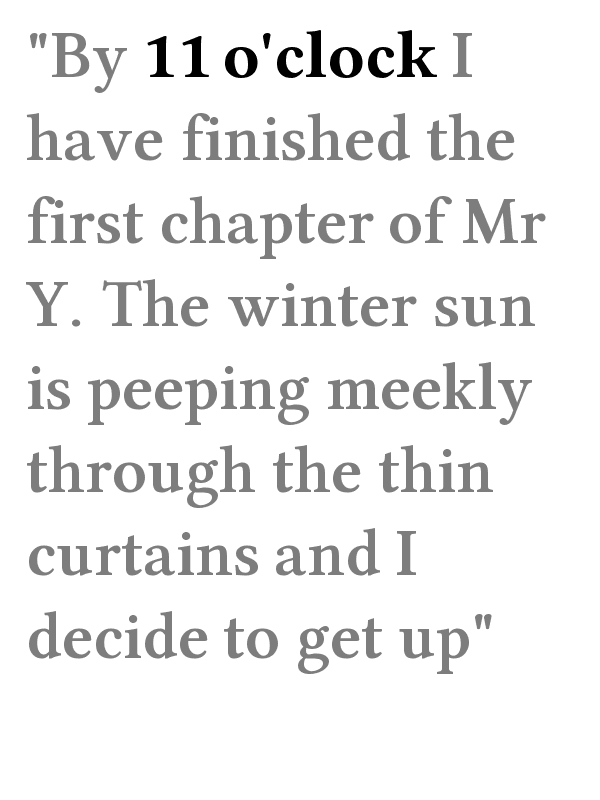 "By 11 o'clock I
have finished the
first chapter of Mr
Y. The winter sun
is peeping meekly
through the thin
curtains and I
decide to get up"